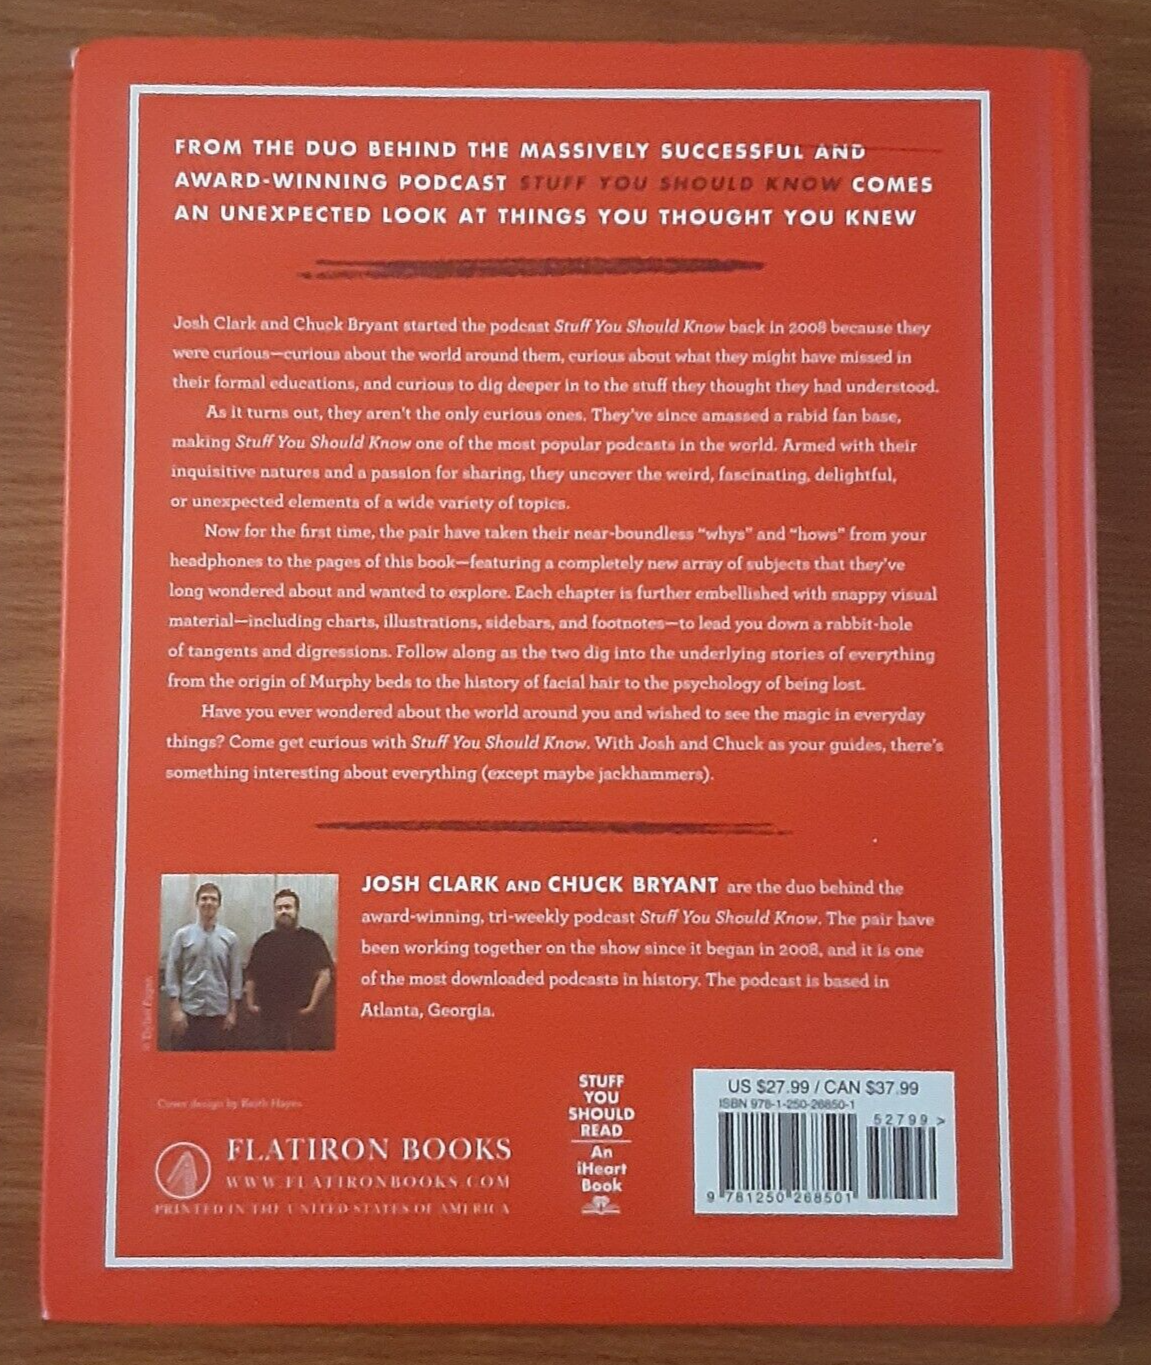 FROM THE DUO BEHIND THE MASSIVELY SUCCESSFUL AND
AWARD-WINNING PODCAST STUFF YOU SHOULD KNOW COMES
AN UNEXPECTED LOOK AT THINGS YOU THOUGHT YOU KNEW
Josh Clark and Chuck Bryant started the podcast Stuff You Should Know back in 2008 because they
were curious—curious about the world around them, curious about what they might have missed in
their formal educations, and curious to dig deeper in to the stuff they thought they had understood.
As it turns out, they aren't the only curious ones. They've since amassed a rabid fan base,
making Stuff You Should Know one of the most popular podcasts in the world. Armed with their
inquisitive natures and a passion for sharing, they uncover the weird, fascinating, delightful,
or unexpected elements of a wide variety of topics.
Now for the first time, the pair have taken their near-boundless “whys” and “hows” from your
headphones to the pages of this book—featuring a completely new array of subjects that they've
long wondered about and wanted to explore. Each chapter is further embellished with snappy visual
material—including charts, illustrations, sidebars, and footnotes—to lead you down a rabbit-hole
of tangents and digressions. Follow along as the two dig into the underlying stories of everything
from the origin of Murphy beds to the history of facial hair to the psychology of being lost.
Have you ever wondered about the world around you and wished to see the magic in everyday
things? Come get curious with Stuff You Should Know. With Josh and Chuck as your guides, there's
something interesting about everything (except maybe jackhammers).
JOSH CLARK AND CHUCK BRYANT are the duo behind the
award-winning, tri-weekly podcast Stuff You Should Know. The pair have
been working together on the show since it began in 2008, and it is one
of the most downloaded podcasts in history. The podcast is based in
Atlanta, Georgia.
Cover design by Keith Hayes
FLATIRON BOOKS
WWW.FLATIRONBOOKS.COM
PRINTED IN THE UNITED STATES OF AMERICA
STUFF
YOU
SHOULD
READ
An
iHeart
Book
US $27.99 / CAN $37.99
ISBN 978-1-250-26850-1
52799 >
9 781250 268501